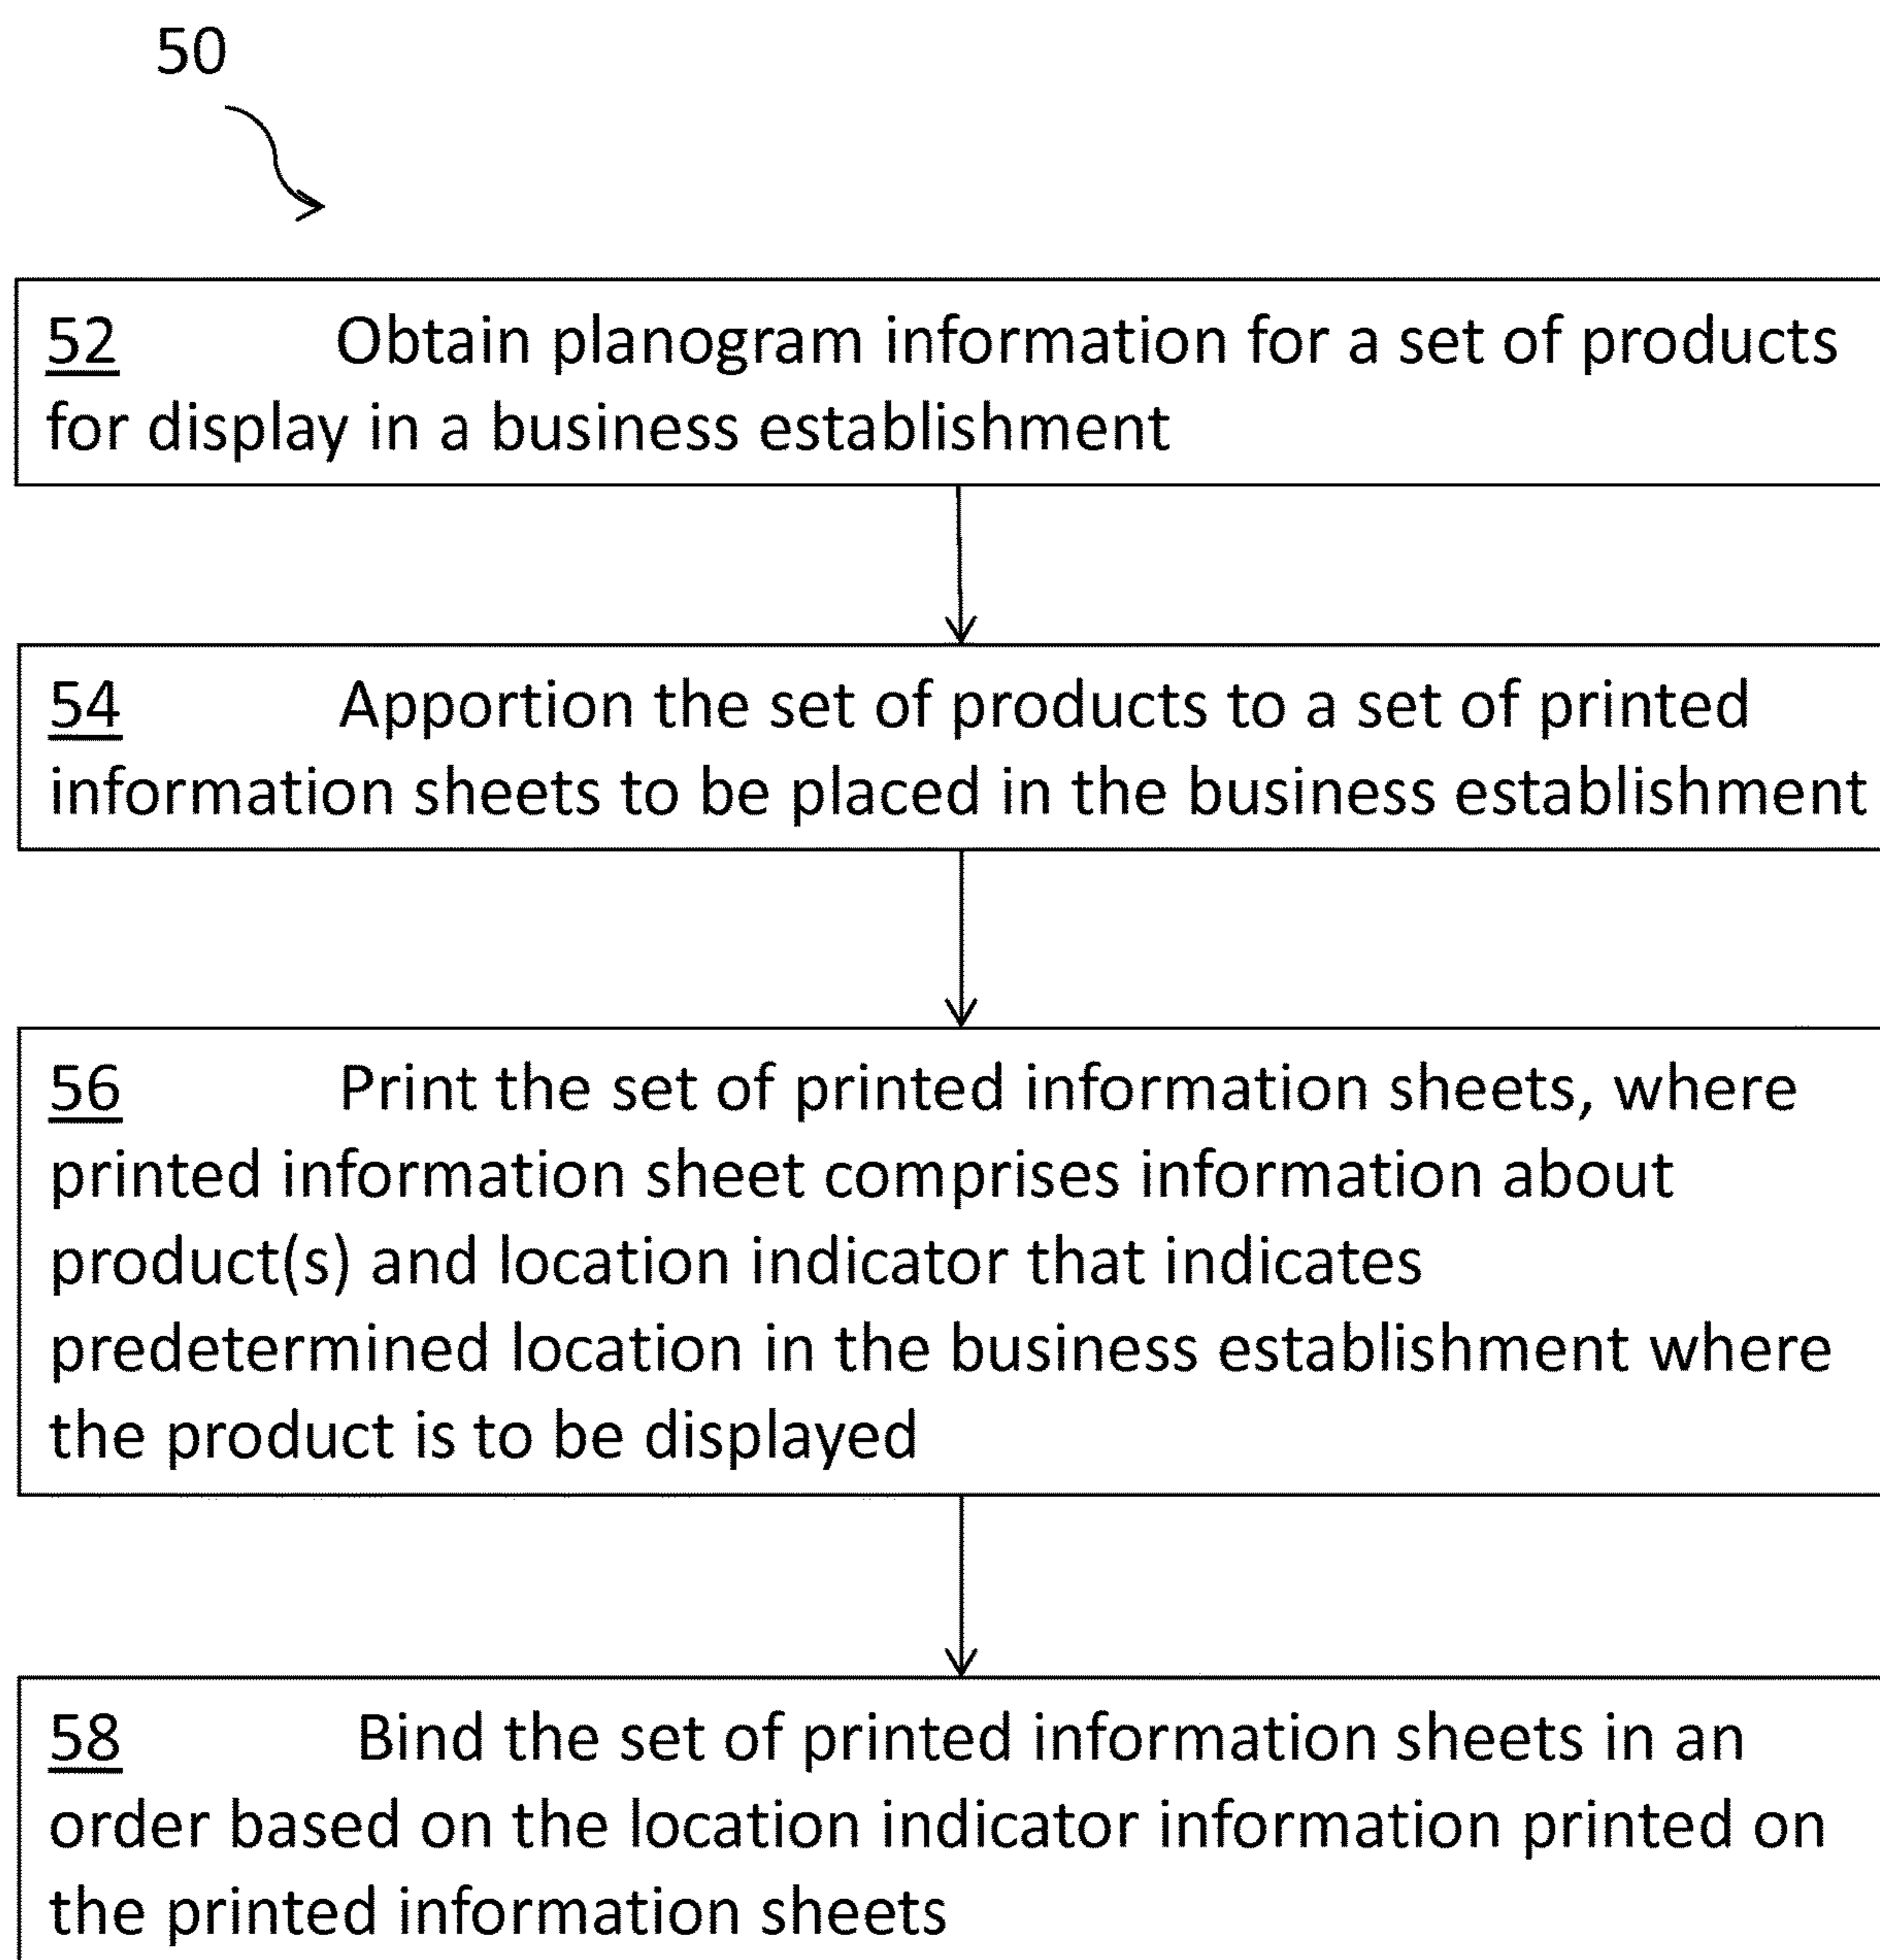 50
52 Obtain planogram information for a set of products
for display in a business establishment
54 Apportion the set of products to a set of printed
information sheets to be placed in the business establishment
56 Print the set of printed information sheets, where
printed information sheet comprises information about
product(s) and location indicator that indicates
predetermined location in the business establishment where
the product is to be displayed
58 Bind the set of printed information sheets in an
order based on the location indicator information printed on
the printed information sheets